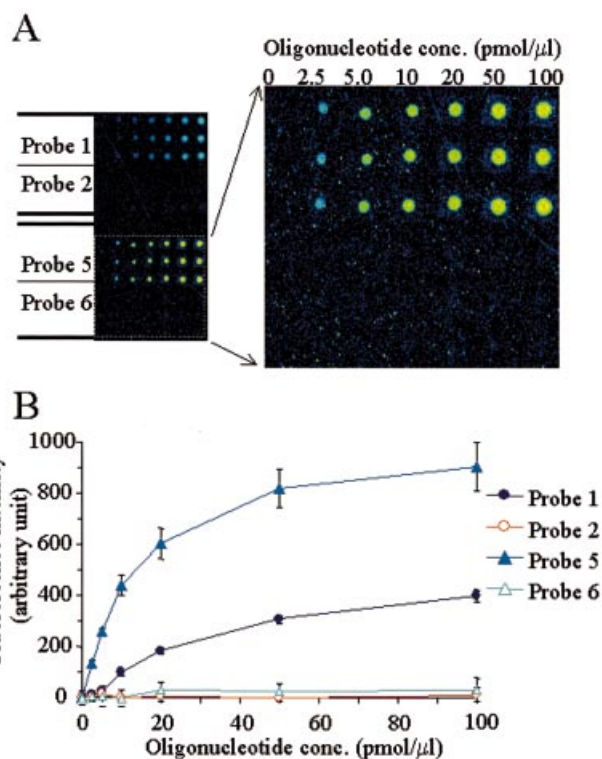 A
Oligonucleotide conc. (pmol/µl)
0 2.5 5.0 10 20 50 100
Probe 1
Probe 2
Probe 5
Probe 6
B
(arbitrary unit)
1000
800
600
400
200
0
0 20 40 60 80 100
Oligonucleotide conc. (pmol/µl)
Probe 1
Probe 2
Probe 5
Probe 6